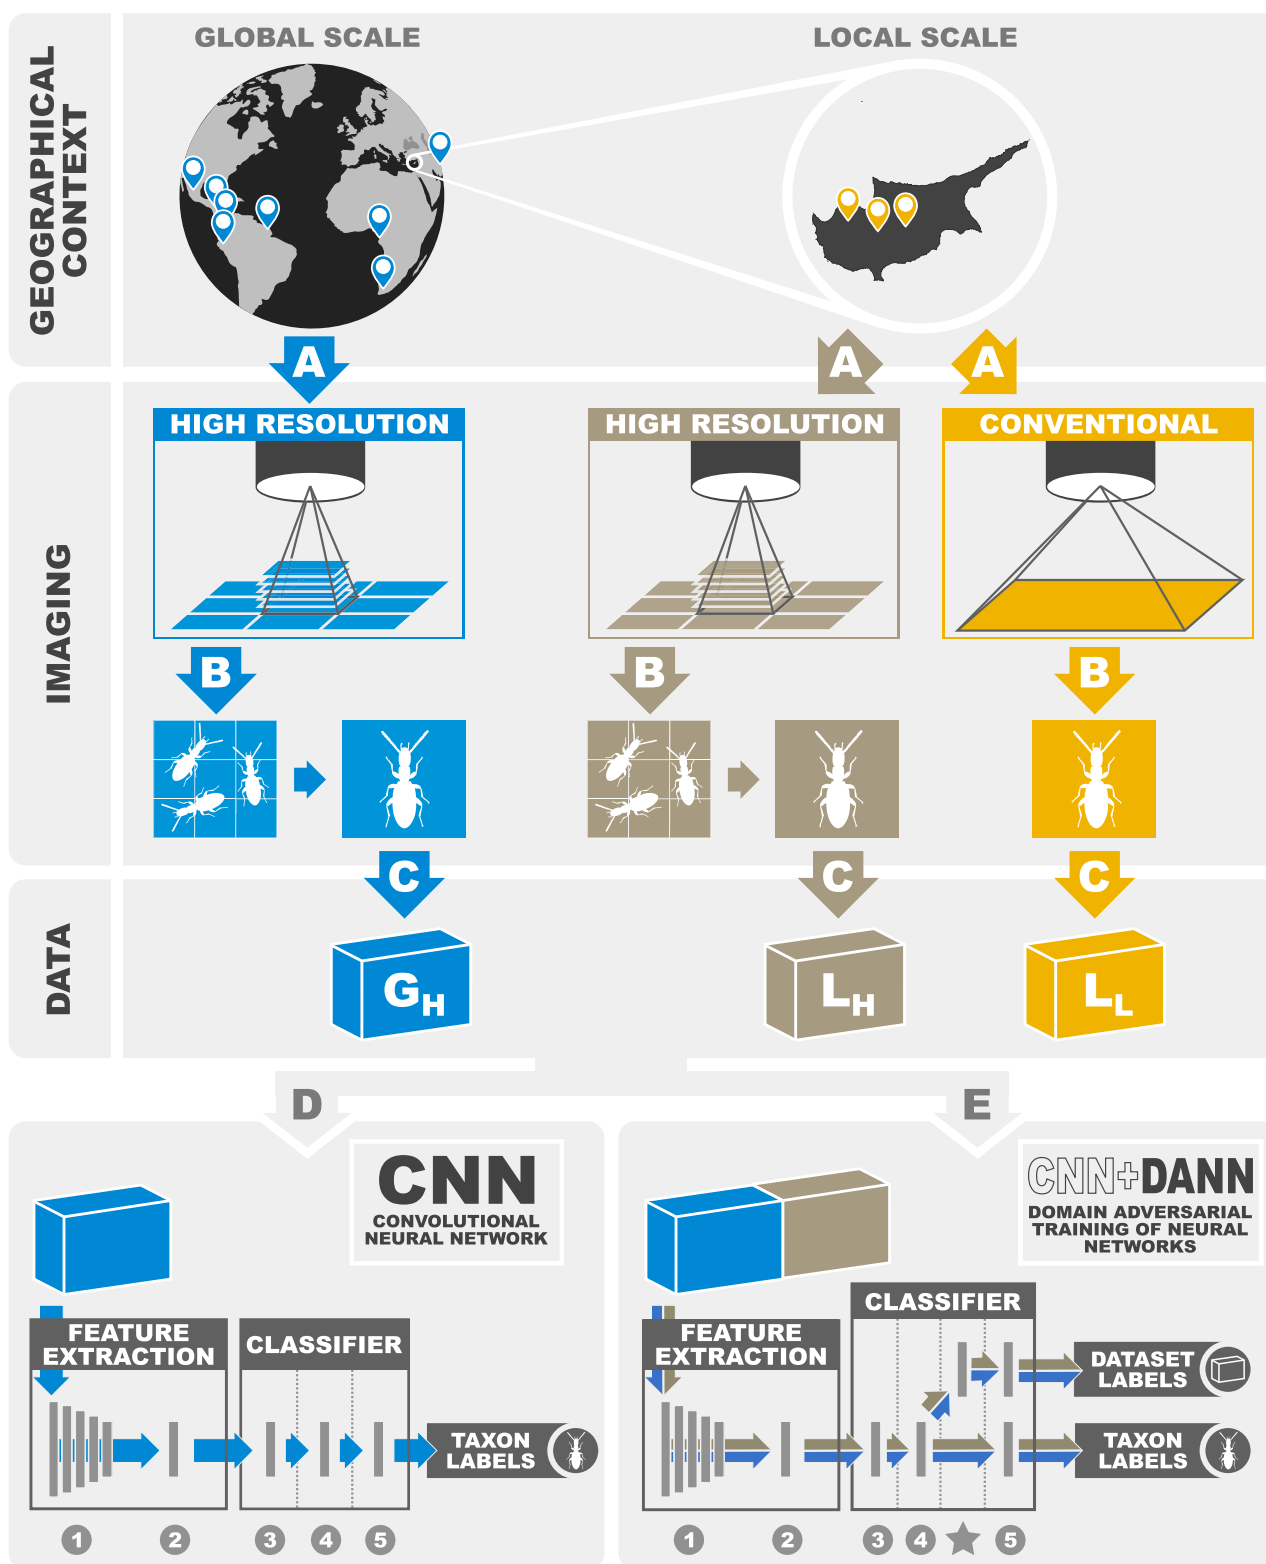 GEOGRAPHICAL
CONTEXT
GLOBAL SCALE
LOCAL SCALE
A
A
A
IMAGING
HIGH RESOLUTION
HIGH RESOLUTION
CONVENTIONAL
B
B
B
C
C
C
DATA
GH
LH
LL
D
E
CNN
CONVOLUTIONAL
NEURAL NETWORK
FEATURE
EXTRACTION
CLASSIFIER
TAXON
LABELS
1
2
3
4
5
CNN+DANN
DOMAIN ADVERSARIAL
TRAINING OF NEURAL
NETWORKS
FEATURE
EXTRACTION
CLASSIFIER
DATASET
LABELS
TAXON
LABELS
1
2
3
4
5